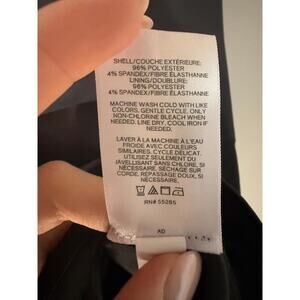 SHELL/COUCHE EXTÉRIEURE:
96% POLYESTER
4% SPANDEX/FIBRE ÉLASTHANNE
LINING/DOUBLURE:
96% POLYESTER
4% SPANDEX/FIBRE ÉLASTHANNE
MACHINE WASH COLD WITH LIKE
COLORS, GENTLE CYCLE. ONLY
NON-CHLORINE BLEACH WHEN
NEEDED. LINE DRY. COOL IRON IF
NEEDED.
LAVER À LA MACHINE À L'EAU
FROIDE AVEC COULEURS
SIMILAIRES. CYCLE DÉLICAT.
UTILISEZ SEULEMENT DU
JAVELLISANT SANS CHLORE, SI
NÉCESSAIRE. SÉCHAGE SUR
CORDE. REPASSAGE DOUX, SI
NÉCESSAIRE.
RN# 55285
AD